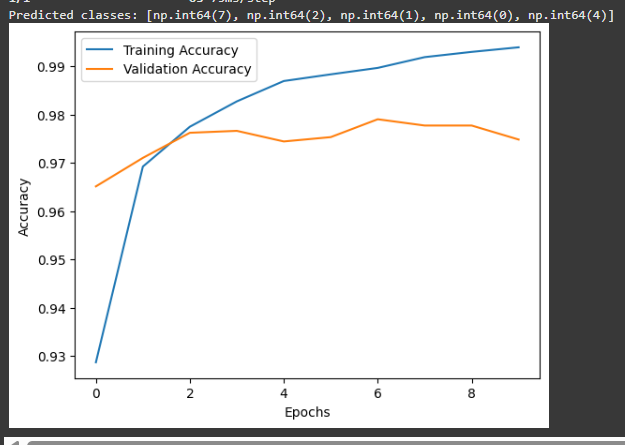 Predicted classes: [np.int64(7), np.int64(2), np.int64(1), np.int64(0), np.int64(4)]
Training Accuracy
Validation Accuracy
0.99
0.98
0.97
0.96
0.95
0.94
0.93
Accuracy
0 2 4 6 8
Epochs